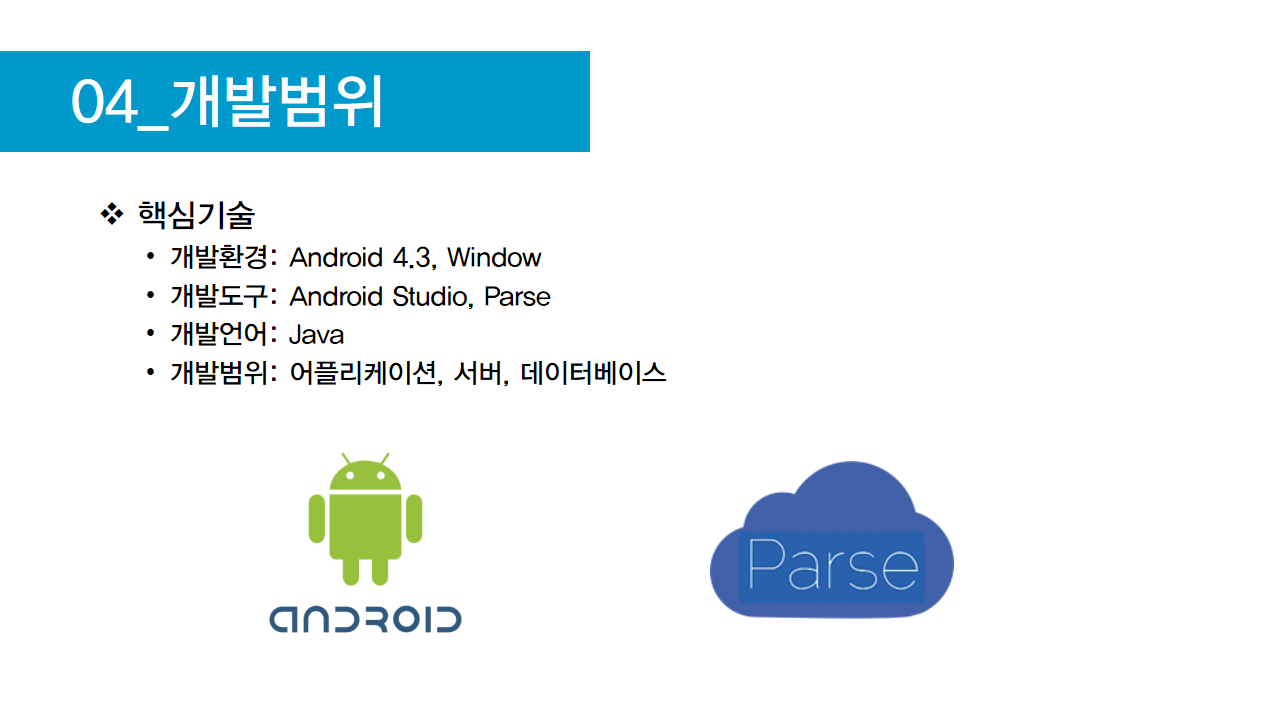 04_개발범위
❖ 핵심기술
• 개발환경: Android 4.3, Window
• 개발도구: Android Studio, Parse
• 개발언어: Java
• 개발범위: 어플리케이션, 서버, 데이터베이스
ANDROID
Parse